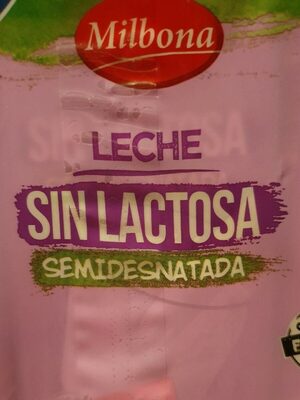 Milbona
LECHE
SIN LACTOSA
SEMIDESNATADA